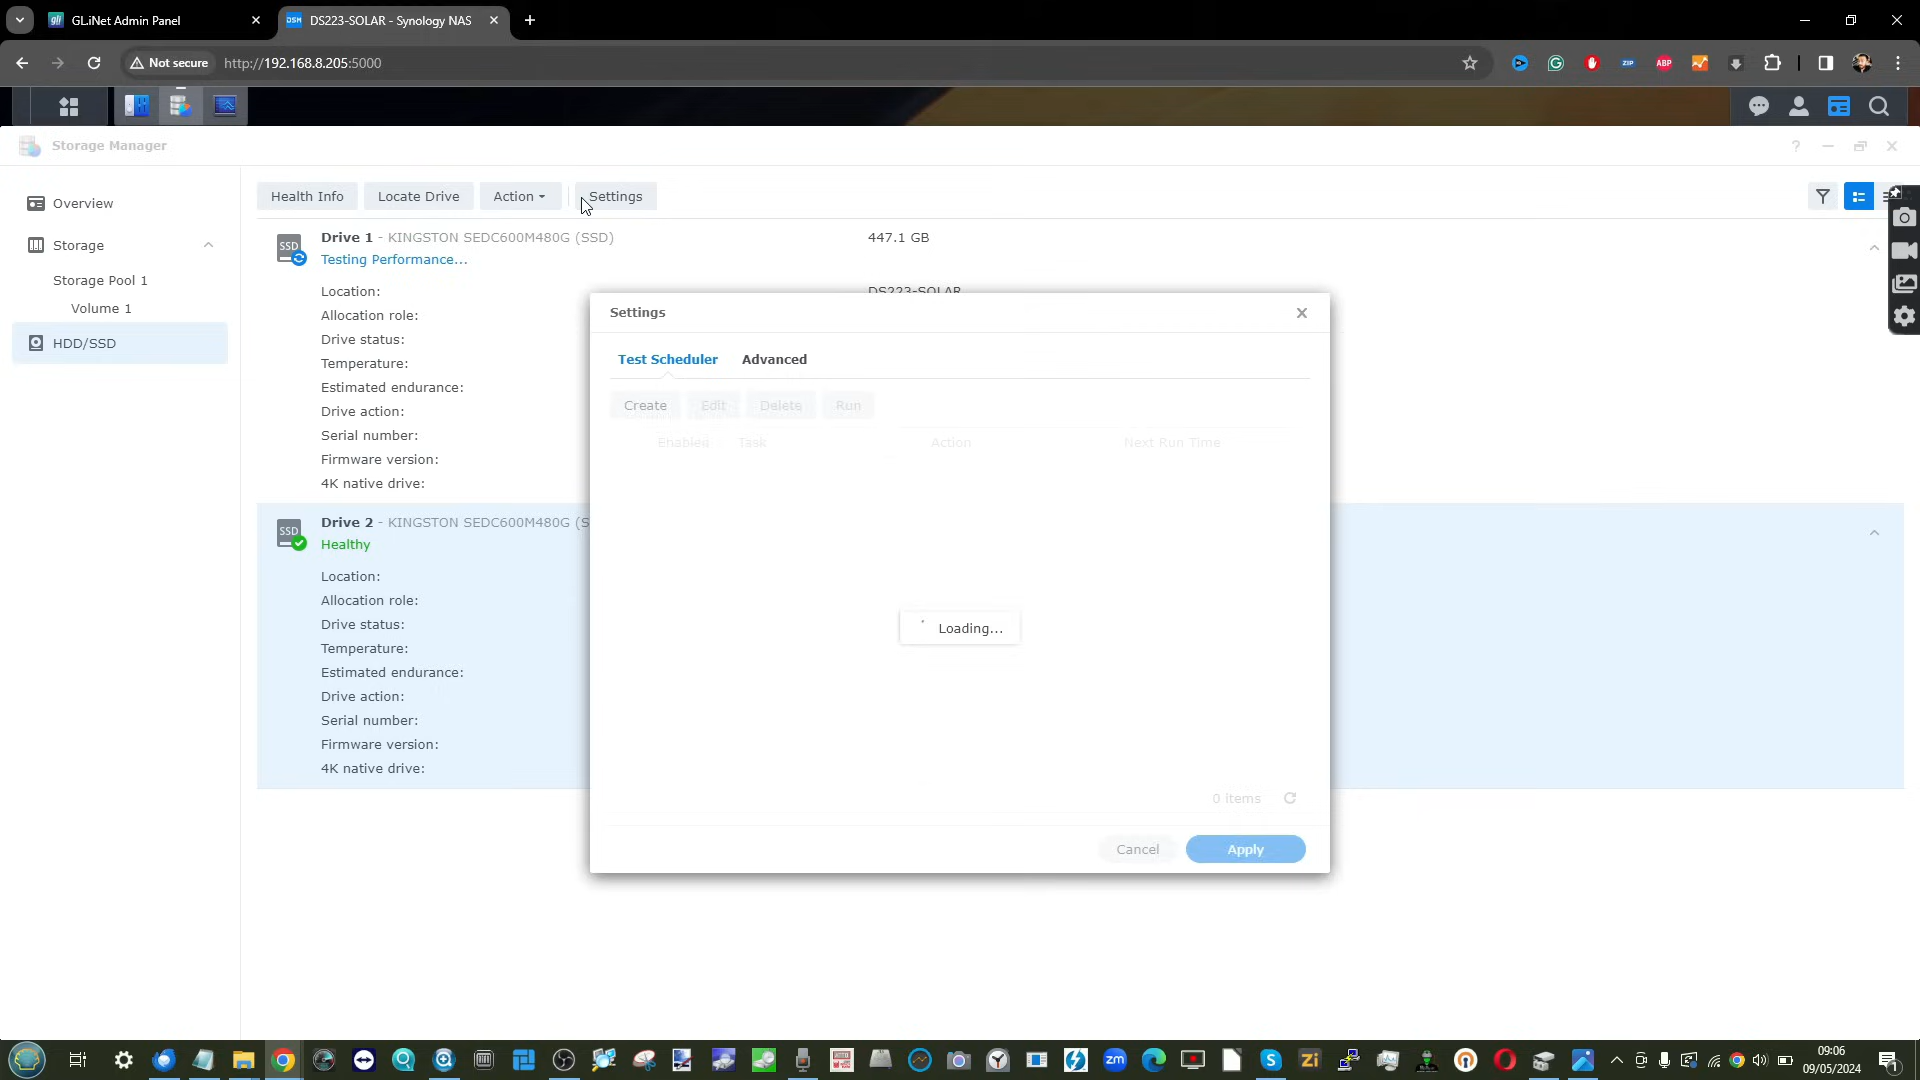 GLiNet Admin Panel
DS223-SOLAR - Synology NAS
Not secure
http://192.168.8.205:5000
Storage Manager
Overview
Storage
Storage Pool 1
Volume 1
HDD/SSD
Health Info
Locate Drive
Action
Settings
Drive 1 - KINGSTON SEDC600M480G (SSD)
447.1 GB
Testing Performance...
Location:
DS223-SOLAR
Allocation role:
Drive status:
Temperature:
Estimated endurance:
Drive action:
Serial number:
Firmware version:
4K native drive:
Drive 2 - KINGSTON SEDC600M480G (S
Healthy
Location:
Allocation role:
Drive status:
Temperature:
Estimated endurance:
Drive action:
Serial number:
Firmware version:
4K native drive:
Settings
Test Scheduler
Advanced
Create
Edit
Delete
Run
Enabled
Task
Action
Next Run Time
Loading...
0 items
Cancel
Apply
09:06
09/05/2024